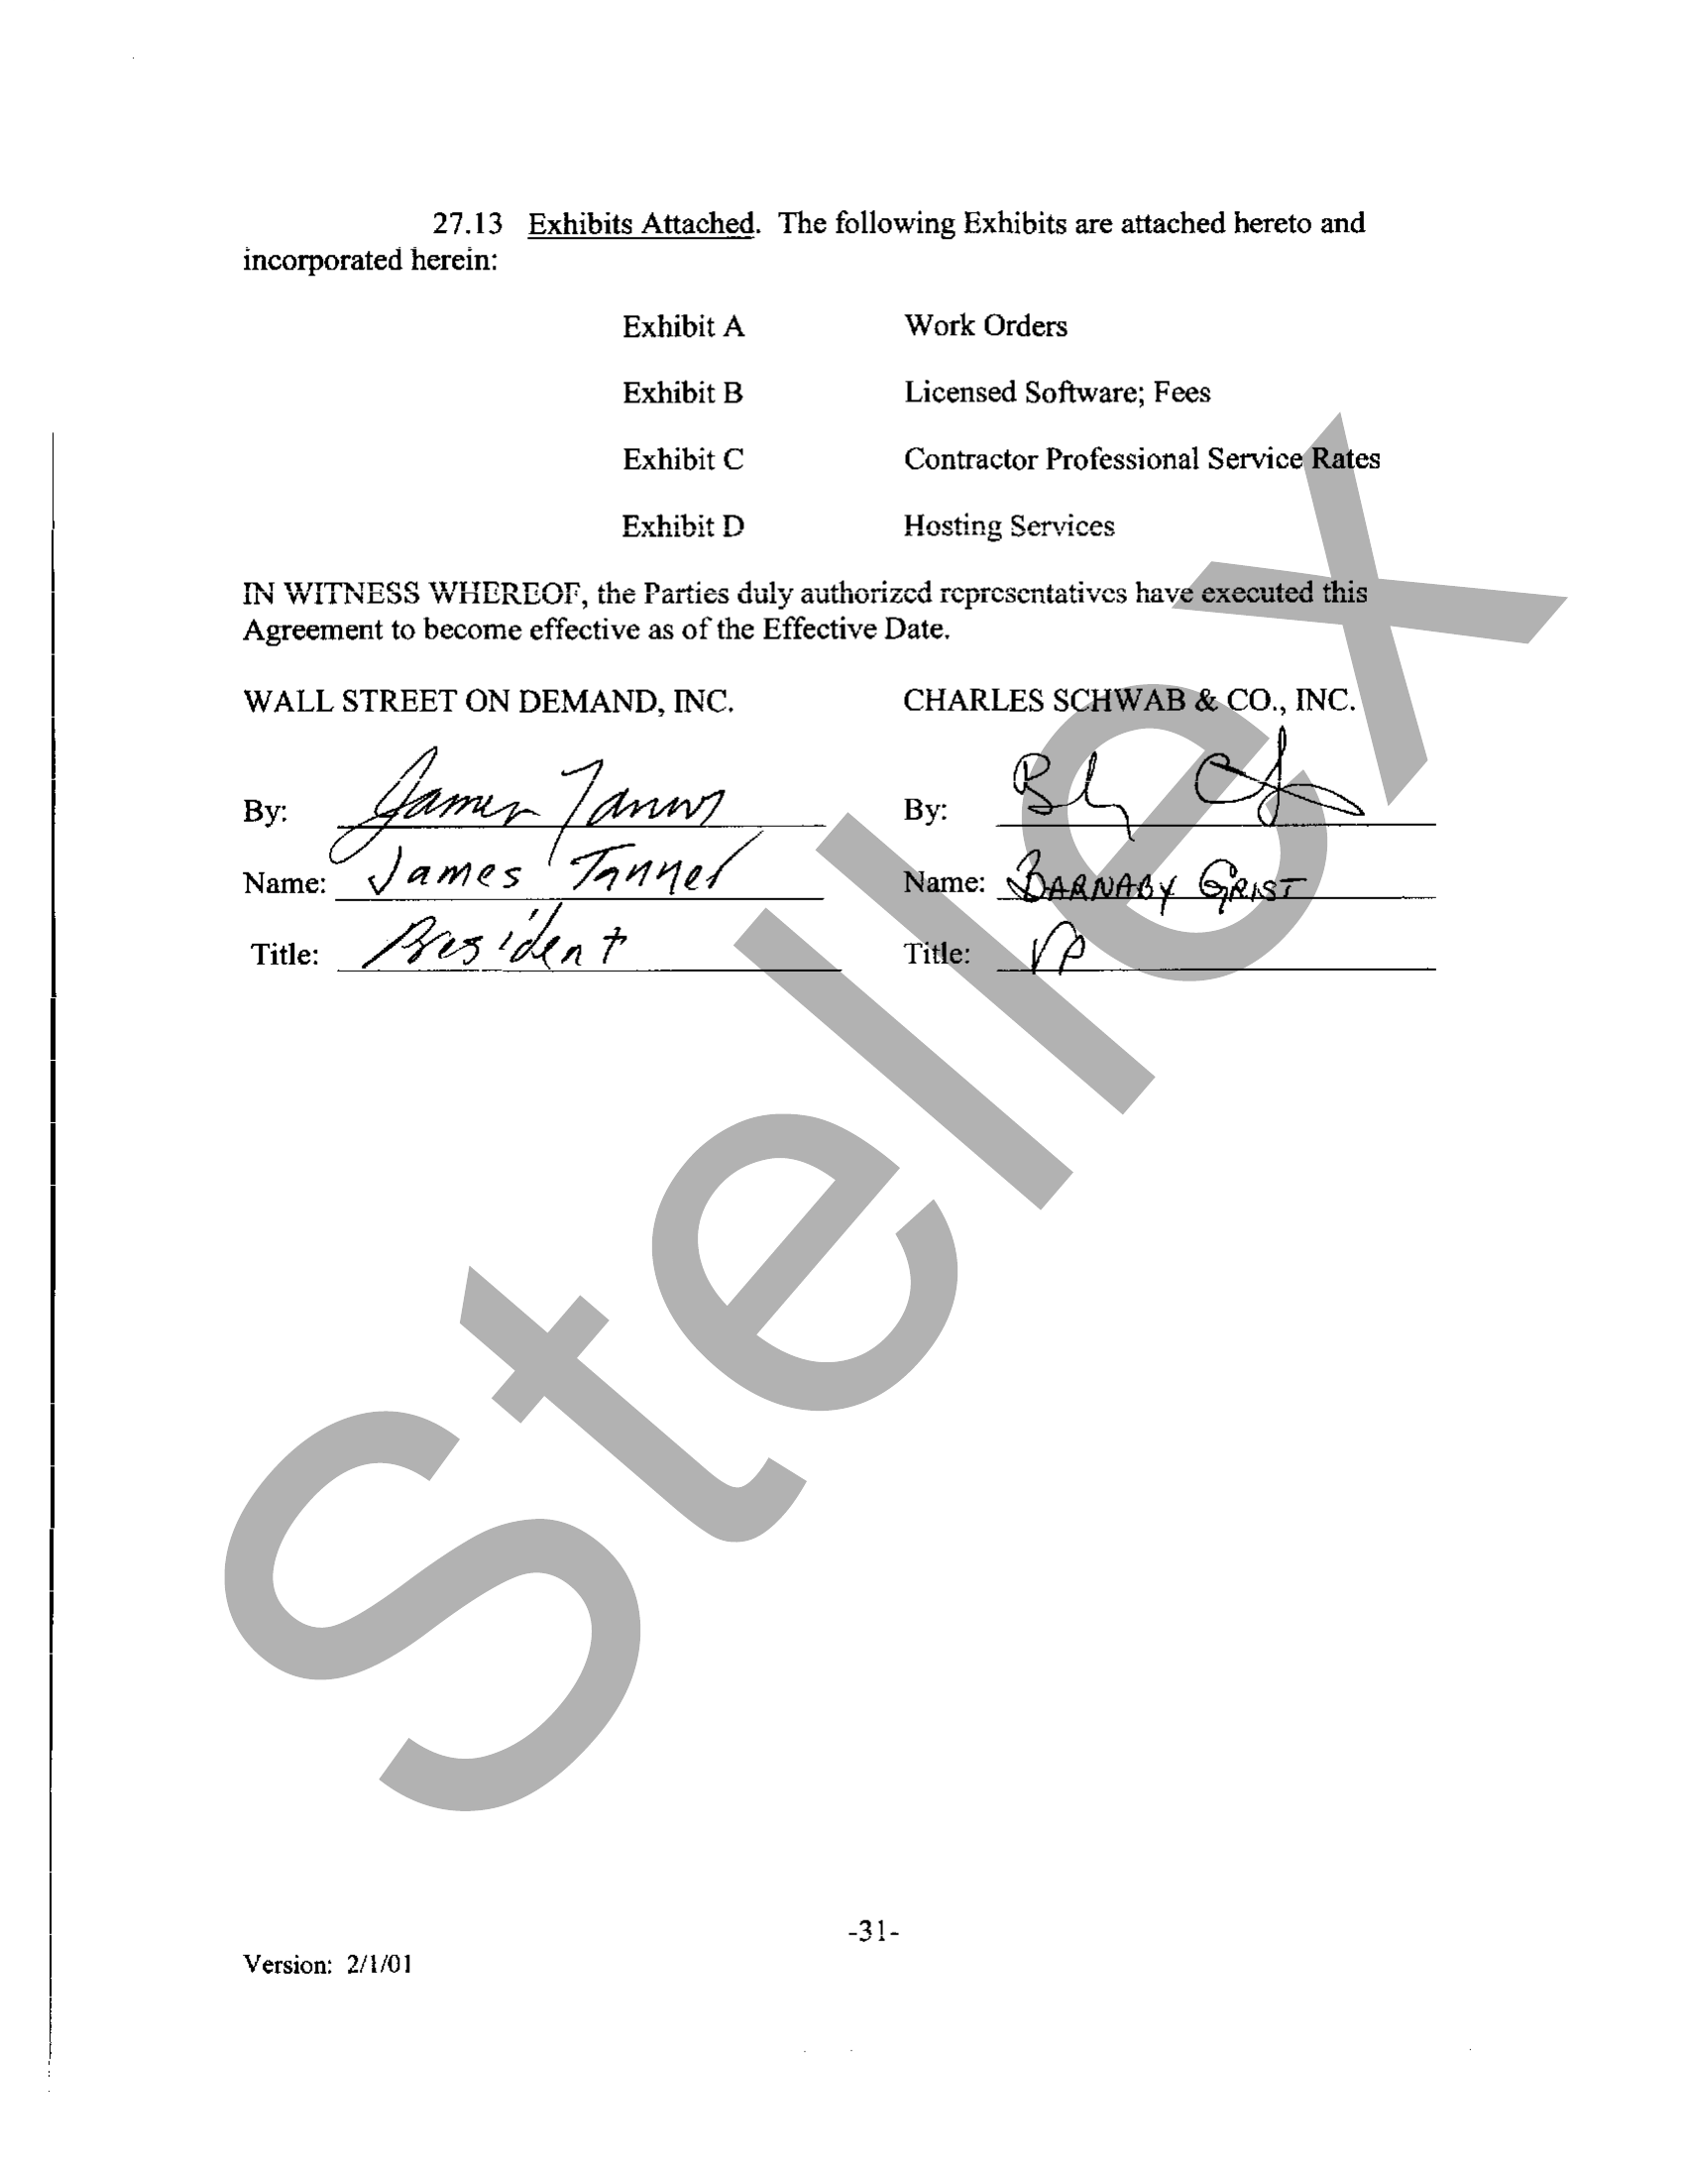 27.13 Exhibits Attached. The following Exhibits are attached hereto and
incorporated herein:
Exhibit A Work Orders
Exhibit B Licensed Software; Fees
Exhibit C Contractor Professional Service Rates
Exhibit D Hosting Services
IN WITNESS WHEREOF, the Parties duly authorized representatives have executed this
Agreement to become effective as of the Effective Date.
WALL STREET ON DEMAND, INC. CHARLES SCHWAB & CO., INC.
By: James Tanner By:
Name: James Tanner Name: BARNABY GRIST
Title: President Title: VP
Stellex
-31-
Version: 2/1/01